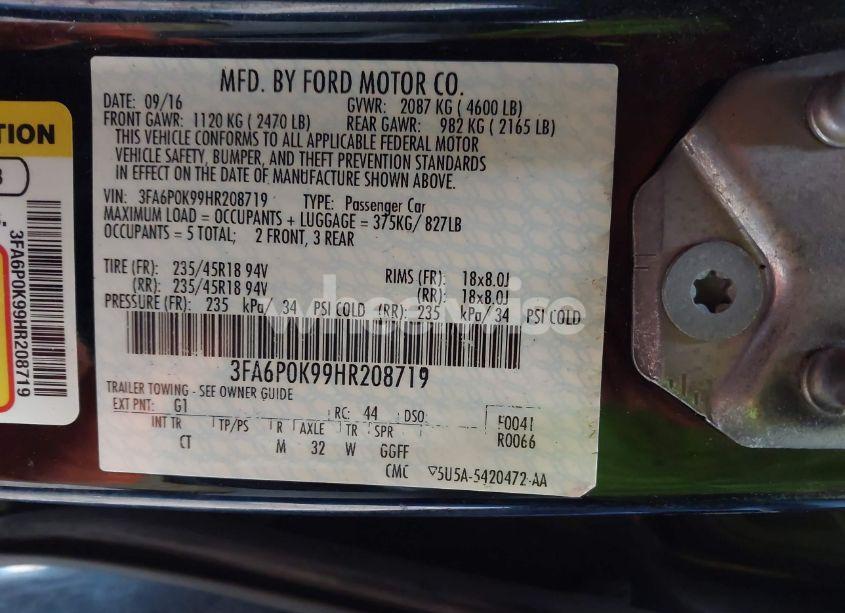 MFD. BY FORD MOTOR CO.
DATE: 09/16 GVWR: 2087 KG ( 4600 LB)
FRONT GAWR: 1120 KG ( 2470 LB) REAR GAWR: 982 KG ( 2165 LB)
THIS VEHICLE CONFORMS TO ALL APPLICABLE FEDERAL MOTOR
VEHICLE SAFETY, BUMPER, AND THEFT PREVENTION STANDARDS
IN EFFECT ON THE DATE OF MANUFACTURE SHOWN ABOVE.
VIN: 3FA6P0K99HR208719 TYPE: Passenger Car
MAXIMUM LOAD = OCCUPANTS + LUGGAGE = 375KG/ 827LB
OCCUPANTS = 5 TOTAL; 2 FRONT, 3 REAR
TIRE (FR): 235/45R18 94V RIMS (FR): 18x8.0J
(RR): 235/45R18 94V (RR): 18x8.0J
PRESSURE (FR): 235 kPa/ 34 PSI COLD (RR): 235 kPa/ 34 PSI COLD
3FA6P0K99HR208719
TRAILER TOWING - SEE OWNER GUIDE
EXT PNT: G1 RC: 44 DSO: F0041
INT TR TP/PS R AXLE TR SPR R0066
CT M 32 W GGFF
CMC ▽5U5A-5420472-AA
3FA6P0K99HR208719